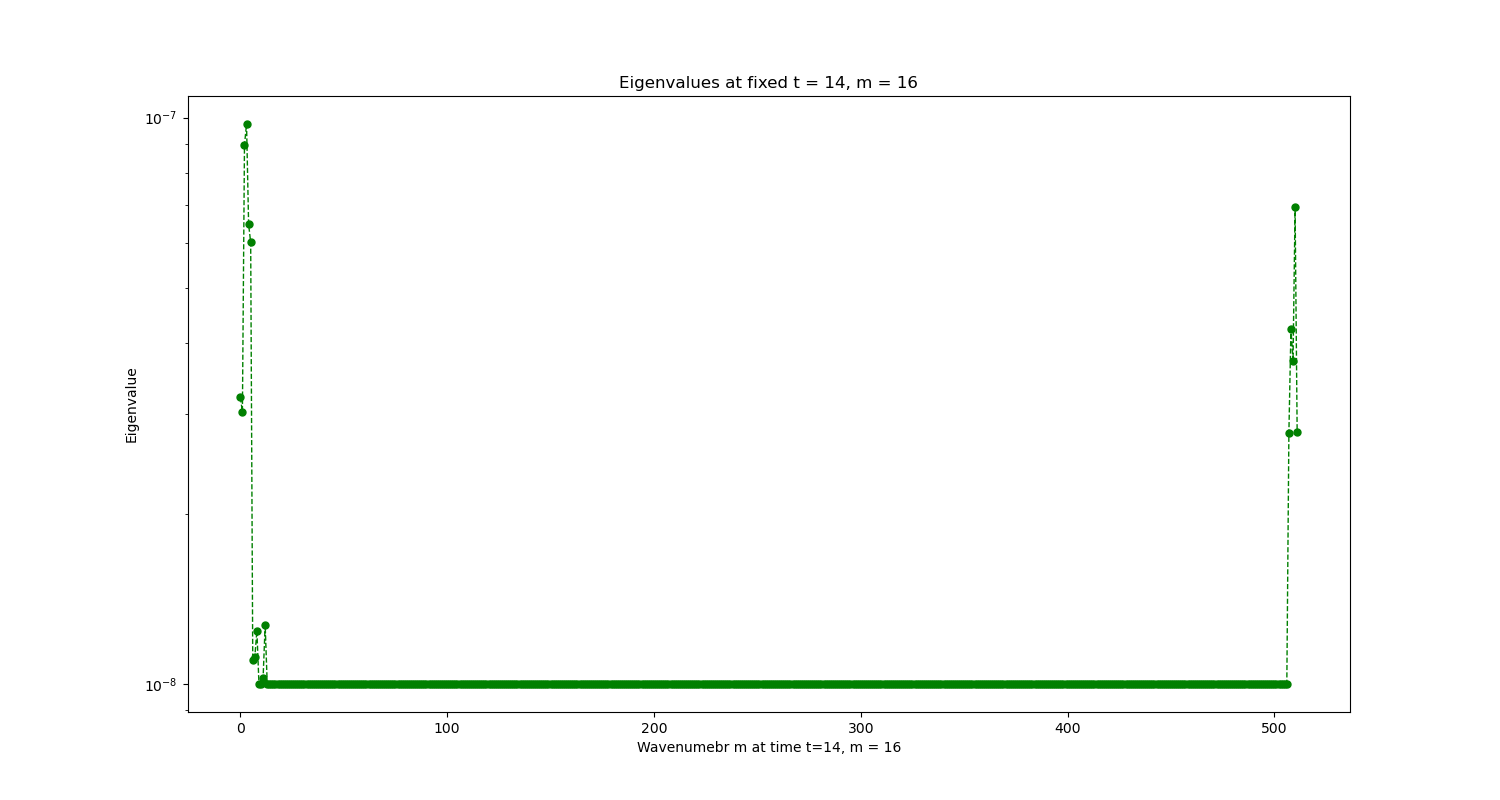 Eigenvalues at fixed t = 14, m = 16
10⁻⁷
10⁻⁸
Eigenvalue
0 100 200 300 400 500
Wavenumebr m at time t=14, m = 16